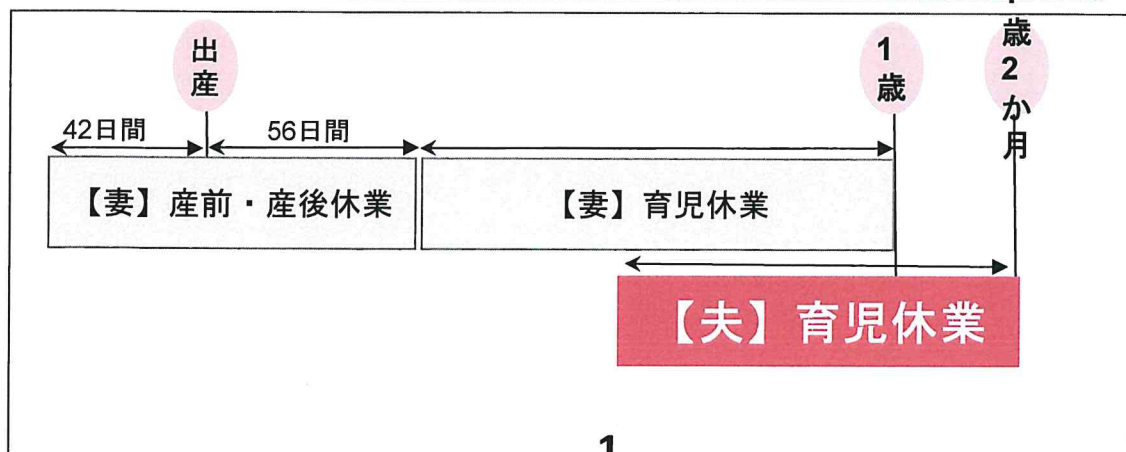 出産
1歳
歳2か月
42日間
56日間
【妻】産前・産後休業
【妻】育児休業
【夫】育児休業
1